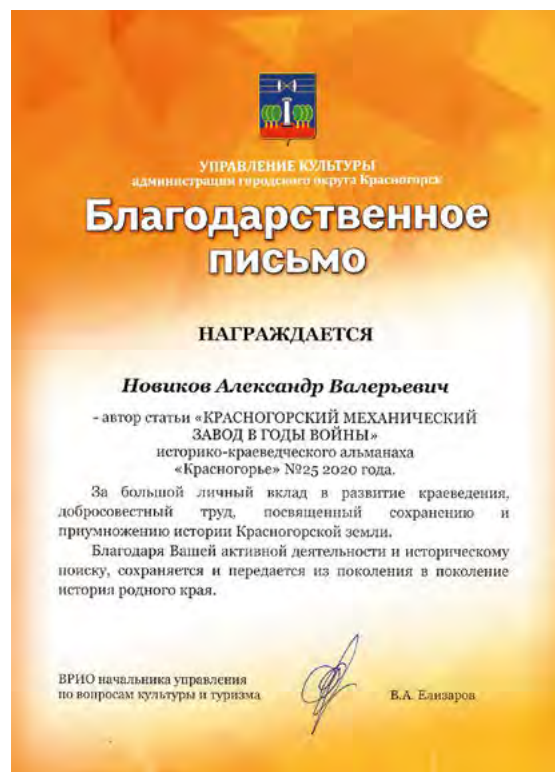 УПРАВЛЕНИЕ КУЛЬТУРЫ
администрации городского округа Красногорск
Благодарственное
письмо
НАГРАЖДАЕТСЯ
Новиков Александр Валерьевич
- автор статьи «КРАСНОГОРСКИЙ МЕХАНИЧЕСКИЙ
ЗАВОД В ГОДЫ ВОЙНЫ»
историко-краеведческого альманаха
«Красногорье» №25 2020 года.
За большой личный вклад в развитие краеведения,
добросовестный труд, посвященный сохранению и
приумножению истории Красногорской земли.
Благодаря Вашей активной деятельности и историческому
поиску, сохраняется и передается из поколения в поколение
история родного края.
ВРИО начальника управления
по вопросам культуры и туризма
В.А. Елизаров